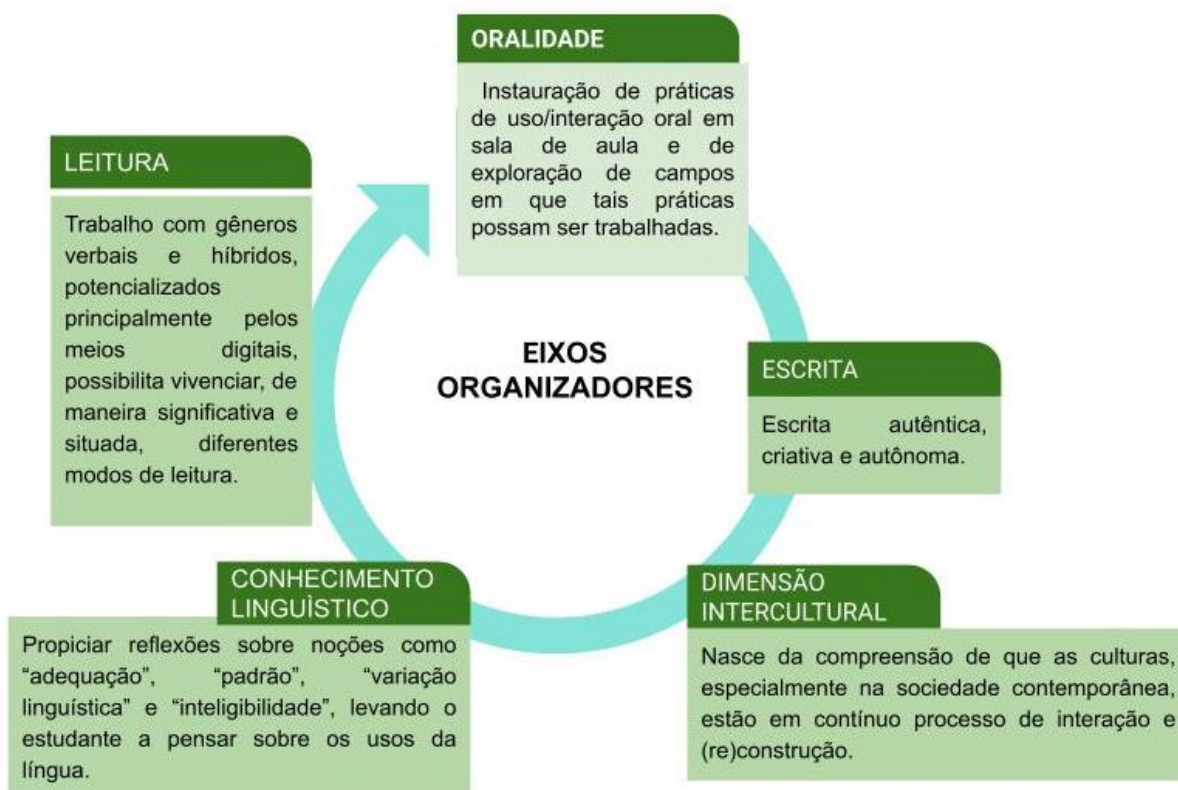 ORALIDADE
Instauração de práticas
de uso/interação oral em
sala de aula e de
exploração de campos
em que tais práticas
possam ser trabalhadas.
LEITURA
Trabalho com gêneros
verbais e híbridos,
potencializados
principalmente pelos
meios digitais,
possibilita vivenciar, de
maneira significativa e
situada, diferentes
modos de leitura.
EIXOS
ORGANIZADORES
ESCRITA
Escrita autêntica,
criativa e autônoma.
CONHECIMENTO
LINGUÌSTICO
Propiciar reflexões sobre noções como
“adequação”, “padrão”, “variação
linguística” e “inteligibilidade”, levando o
estudante a pensar sobre os usos da
língua.
DIMENSÃO
INTERCULTURAL
Nasce da compreensão de que as culturas,
especialmente na sociedade contemporânea,
estão em contínuo processo de interação e
(re)construção.